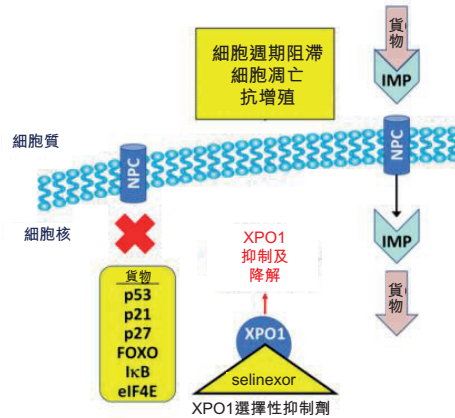 貨物
IMP
細胞週期阻滯
細胞凋亡
抗增殖
NPC
細胞質
NPC
細胞核
IMP
貨物
XPO1
抑制及
降解
貨物
p53
p21
p27
FOXO
IκB
eIF4E
XPO1
selinexor
XPO1選擇性抑制劑